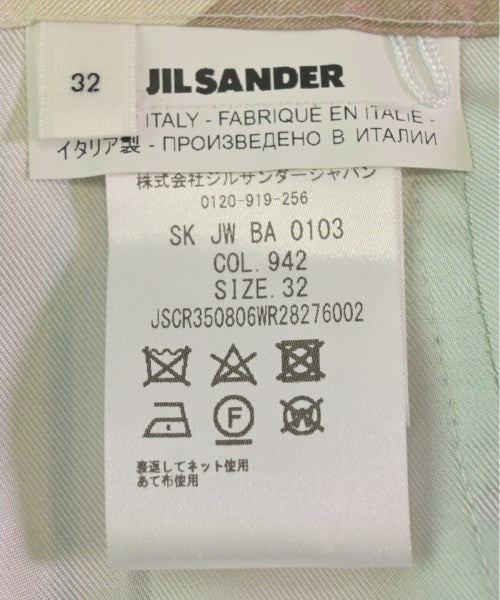 32
JIL SANDER
ITALY - FABRIQUÉ EN ITALIE -
イタリア製 - ПРОИЗВЕДЕНО В ИТАЛИИ
株式会社ジルサンダージャパン
0120-919-256
SK JW BA 0103
COL. 942
SIZE. 32
JSCR350806WR28276002
F
W
裏返してネット使用
あて布使用